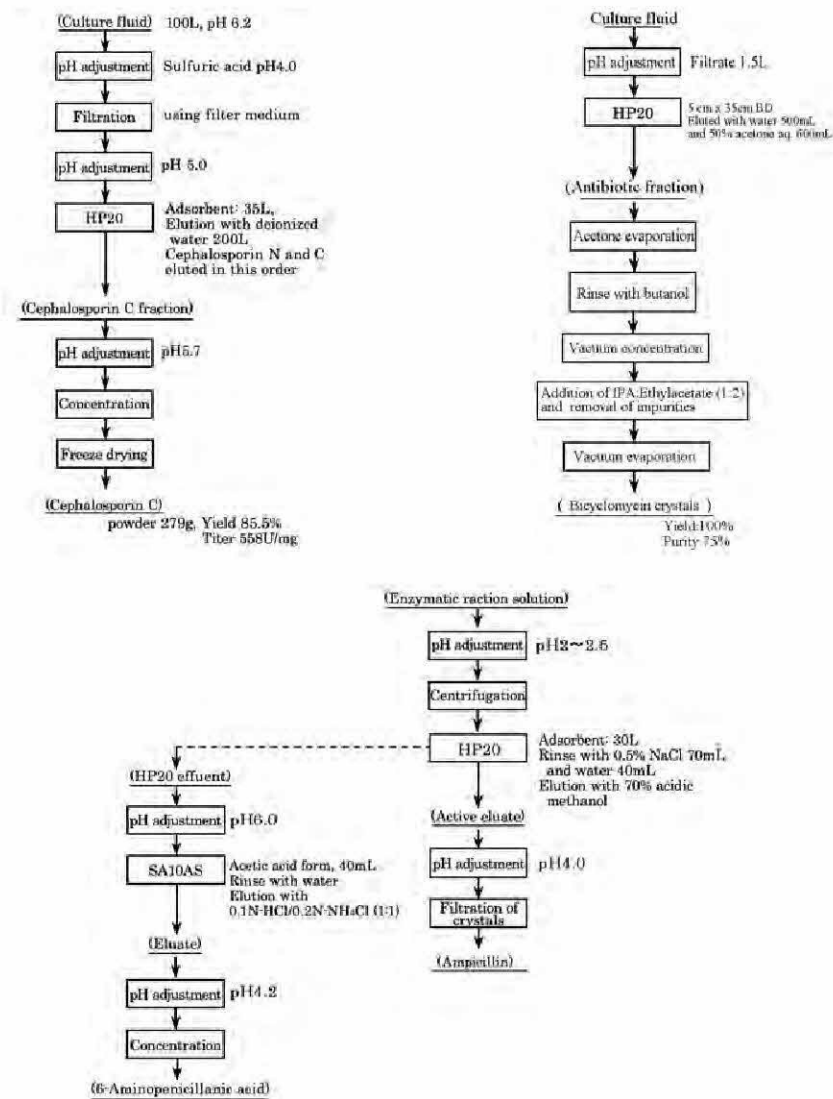 (Culture fluid) 100L, pH 6.2
pH adjustment Sulfuric acid pH4.0
Filtration using filter medium
pH adjustment pH 5.0
HP20 Adsorbent: 35L,
Elution with deionized
water 200L
Cephalosporin N and C
eluted in this order
(Cephalosporin C fraction)
pH adjustment pH5.7
Concentration
Freeze drying
(Cephalosporin C)
powder 279g, Yield 85.5%
Titer 558U/mg
Culture fluid
pH adjustment Filtrate 1.5L
HP20 5cm x 35cm BD
Eluted with water 500mL
and 50% acetone aq. 600mL
(Antibiotic fraction)
Acetone evaporation
Rinse with butanol
Vacuum concentration
Addition of IPA:Ethylacetate (1:2)
and removal of impurities
Vacuum evaporation
( Bicyclomycin crystals )
Yield:100%
Purity 75%
(Enzymatic raction solution)
pH adjustment pH2~2.5
Centrifugation
HP20 Adsorbent: 30L
Rinse with 0.5% NaCl 70mL
and water 40mL
Elution with 70% acidic
methanol
(Active eluate)
pH adjustment pH4.0
Filtration of
crystals
(Ampicillin)
(HP20 effuent)
pH adjustment pH6.0
SA10AS Acetic acid form, 40mL
Rinse with water
Elution with
0.1N-HCl/0.2N-NH₄Cl (1:1)
(Eluate)
pH adjustment pH4.2
Concentration
(6-Aminopenicillanic acid)